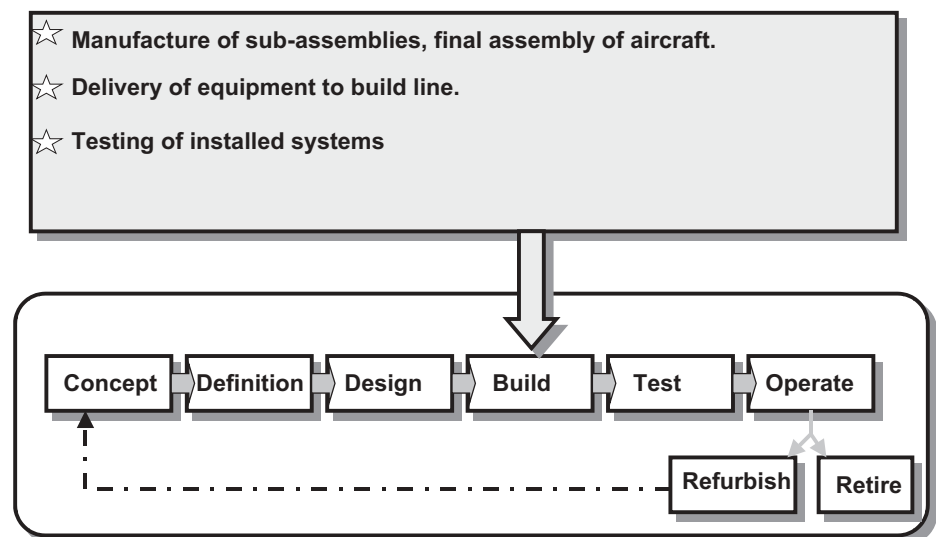 Manufacture of sub-assemblies, final assembly of aircraft.
Delivery of equipment to build line.
Testing of installed systems
Concept
Definition
Design
Build
Test
Operate
Refurbish
Retire